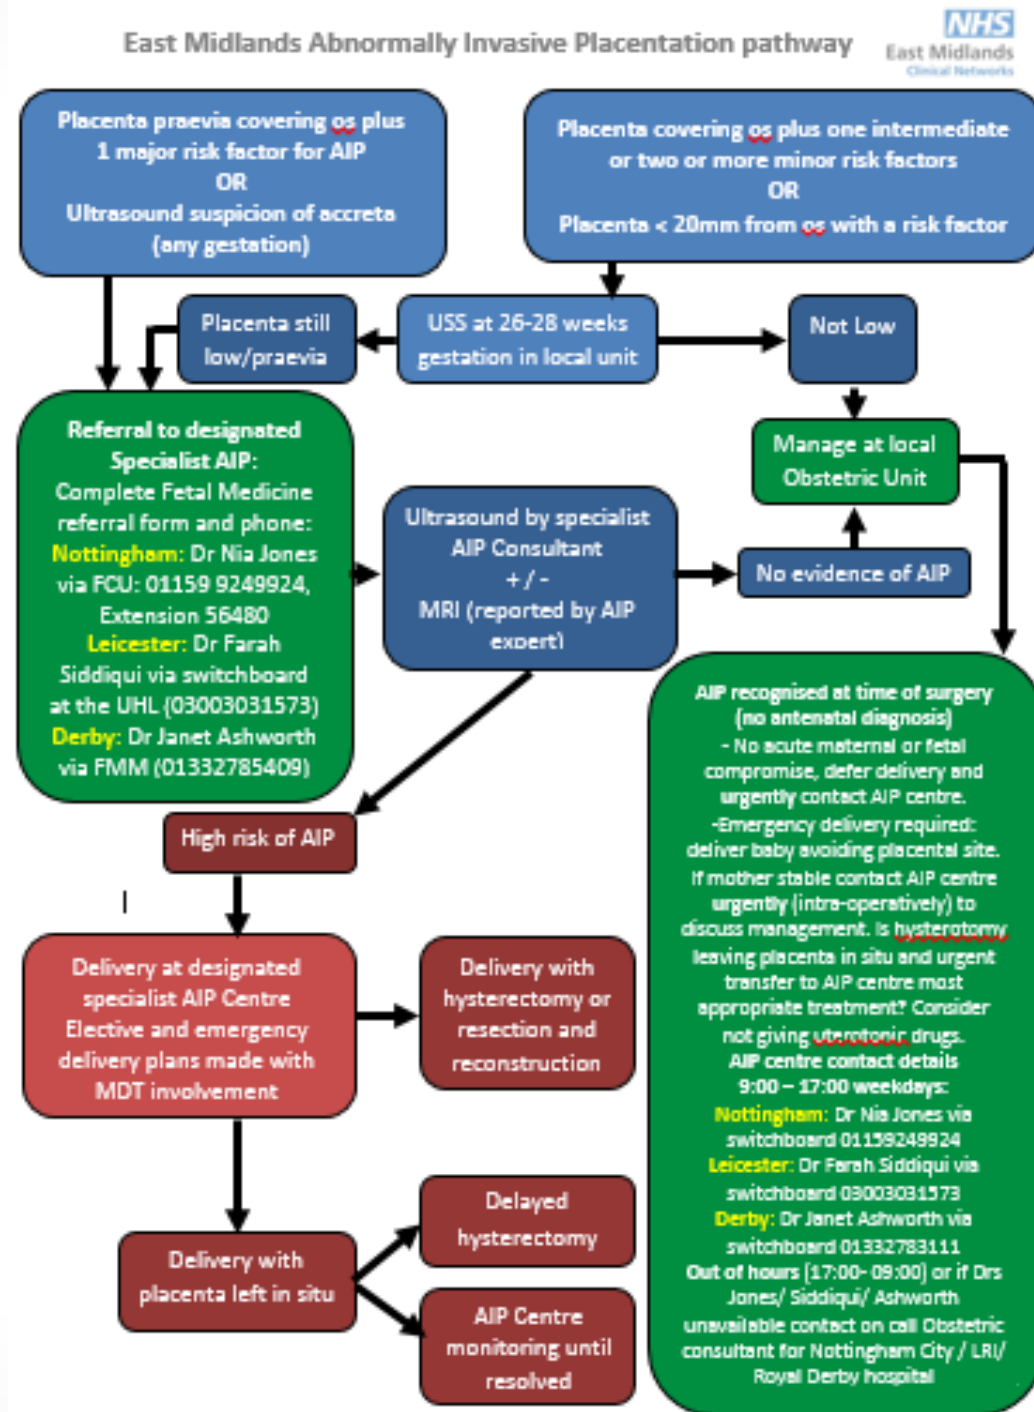 East Midlands Abnormally Invasive Placentation pathway
NHS
East Midlands
Clinical Networks
Placenta praevia covering os plus
1 major risk factor for AIP
OR
Ultrasound suspicion of accreta
(any gestation)
Placenta covering os plus one intermediate
or two or more minor risk factors
OR
Placenta < 20mm from os with a risk factor
Placenta still
low/praevia
USS at 26-28 weeks
gestation in local unit
Not Low
Referral to designated
Specialist AIP:
Complete Fetal Medicine
referral form and phone:
Nottingham: Dr Nia Jones
via FCU: 01159 9249924,
Extension 56480
Leicester: Dr Farah
Siddiqui via switchboard
at the UHL (03003031573)
Derby: Dr Janet Ashworth
via FMM (01332785409)
Ultrasound by specialist
AIP Consultant
+ / -
MRI (reported by AIP
expert)
Manage at local
Obstetric Unit
No evidence of AIP
High risk of AIP
Delivery at designated
specialist AIP Centre
Elective and emergency
delivery plans made with
MDT involvement
Delivery with
hysterectomy or
resection and
reconstruction
Delivery with
placenta left in situ
Delayed
hysterectomy
AIP Centre
monitoring until
resolved
AIP recognised at time of surgery
(no antenatal diagnosis)
- No acute maternal or fetal
compromise, defer delivery and
urgently contact AIP centre.
-Emergency delivery required:
deliver baby avoiding placental site.
If mother stable contact AIP centre
urgently (intra-operatively) to
discuss management. Is hysterotomy
leaving placenta in situ and urgent
transfer to AIP centre most
appropriate treatment? Consider
not giving uterotonic drugs.
AIP centre contact details
9:00 – 17:00 weekdays:
Nottingham: Dr Nia Jones via
switchboard 01159249924
Leicester: Dr Farah Siddiqui via
switchboard 03003031573
Derby: Dr Janet Ashworth via
switchboard 01332783111
Out of hours (17:00- 09:00) or if Drs
Jones/ Siddiqui/ Ashworth
unavailable contact on call Obstetric
consultant for Nottingham City / LRI/
Royal Derby hospital